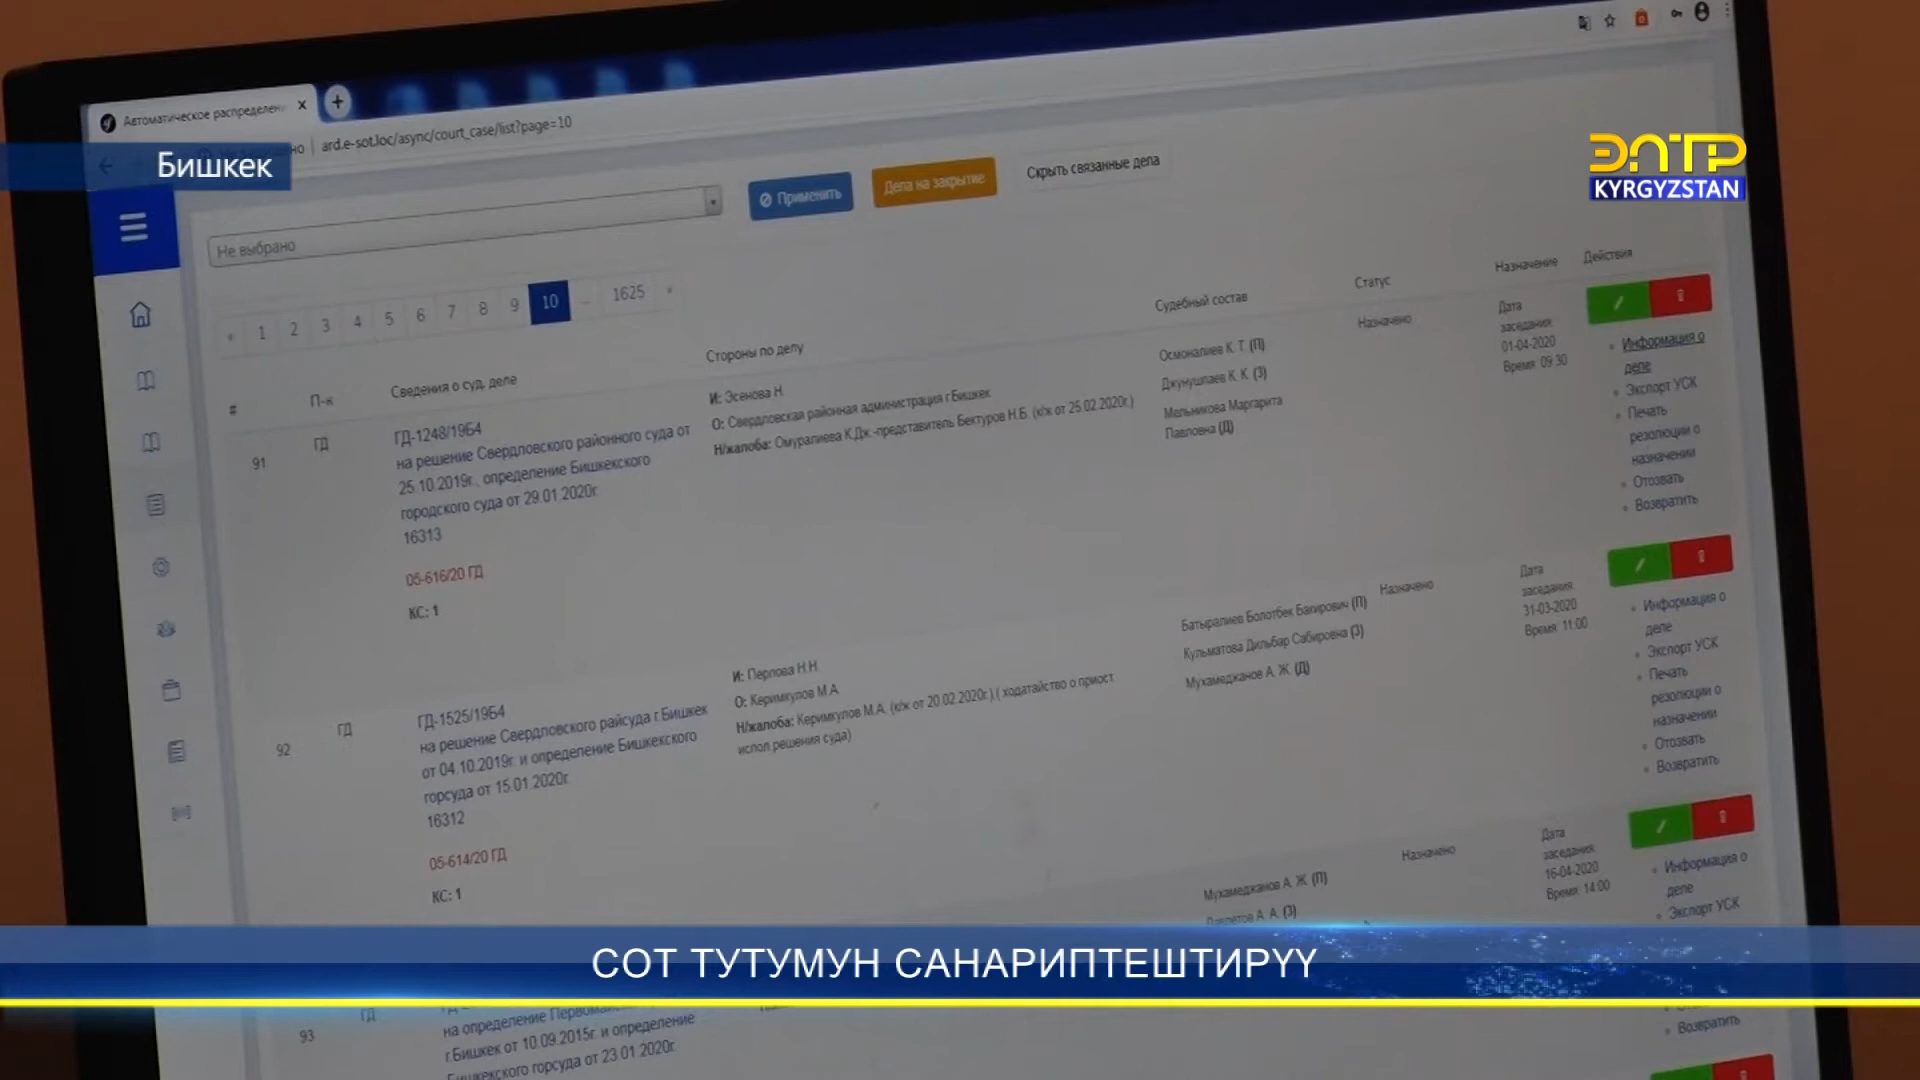 Автоматическое распределен
ard.e-sot.loc/async/court_case/list?page=10
Бишкек
ЭЛТР
KYRGYZSTAN
Не выбрано
Применить
Дела на закрытие
Скрыть связанные дела
« 1 2 3 4 5 6 7 8 9 10 ... 1625 »
# П-к Сведения о суд. деле Стороны по делу Судебный состав Статус Назначение Действия
91
ГД
ГД-1248/19Б4
на решение Свердловского районного суда от
25.10.2019г., определение Бишкекского
городского суда от 29.01.2020г.
16313
06-616/20 ГД
КС: 1
И: Эсенова Н.
О: Свердловская районная администрация г.Бишкек
Н/жалоба: Омуралиева К.Дж.-представитель Бектуров Н.Б. (к/ж от 25.02.2020г.)
Осмоналиев К. Т. (П)
Джунушпаев К. К. (З)
Мельникова Маргарита
Павловна (Д)
Назначено
Дата
заседания:
01-04-2020
Время: 09:30
Информация о
деле
Экспорт УСК
Печать
резолюции о
назначении
Отозвать
Возвратить
92
ГД
ГД-1525/19Б4
на решение Свердловского райсуда г.Бишкек
от 04.10.2019г. и определение Бишкекского
горсуда от 15.01.2020г.
16312
06-614/20 ГД
КС: 1
И: Перлова Н.Н.
О: Керимкулов М.А.
Н/жалоба: Керимкулов М.А. (к/ж от 20.02.2020г.).( ходатайство о приост.
испол.решения суда)
Батыралиев Болотбек Бакирович (П)
Кульматова Дильбар Сабировна (З)
Мухамеджанов А. Ж. (Д)
Назначено
Дата
заседания:
31-03-2020
Время: 11:00
Информация о
деле
Экспорт УСК
Печать
резолюции о
назначении
Отозвать
Возвратить
Мухамеджанов А. Ж. (П)
А. А. (З)
Назначено
Дата
заседания:
16-04-2020
Время: 14:00
Информация о
деле
Экспорт УСК
СОТ ТУТУМУН САНАРИПТЕШТИРҮҮ
93
ГД
на определение
г.Бишкек от 10.09.2015г. и определение
Бишкекского горсуда от 23.01.2020г.
Возвратить